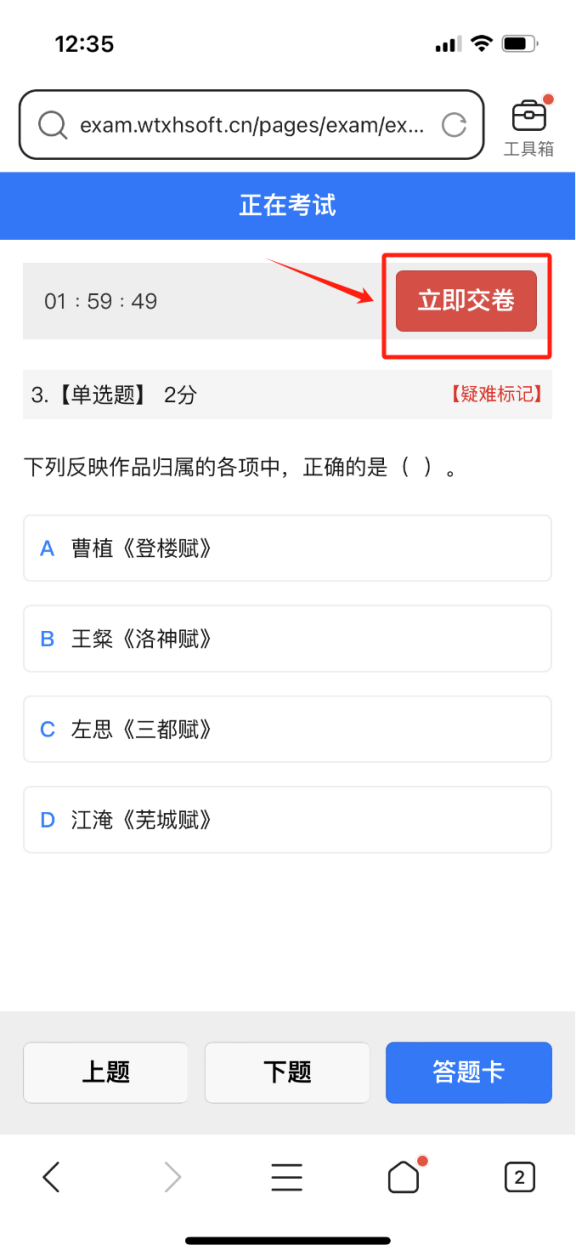 12:35
exam.wtxhsoft.cn/pages/exam/ex...
工具箱
正在考试
01 : 59 : 49
立即交卷
3.【单选题】 2分
【疑难标记】
下列反映作品归属的各项中，正确的是（ ）。
A 曹植《登楼赋》
B 王粲《洛神赋》
C 左思《三都赋》
D 江淹《芜城赋》
上题
下题
答题卡
2